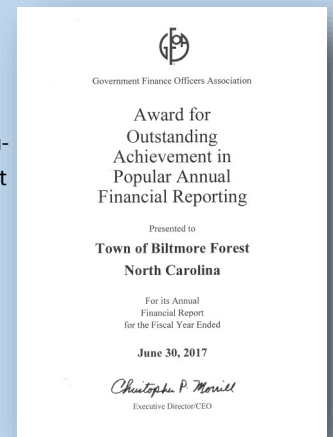 GFOA
Government Finance Officers Association
Award for
Outstanding
Achievement in
Popular Annual
Financial Reporting
Presented to
Town of Biltmore Forest
North Carolina
For its Annual
Financial Report
for the Fiscal Year Ended
June 30, 2017
Christopher P. Morrill
Executive Director/CEO